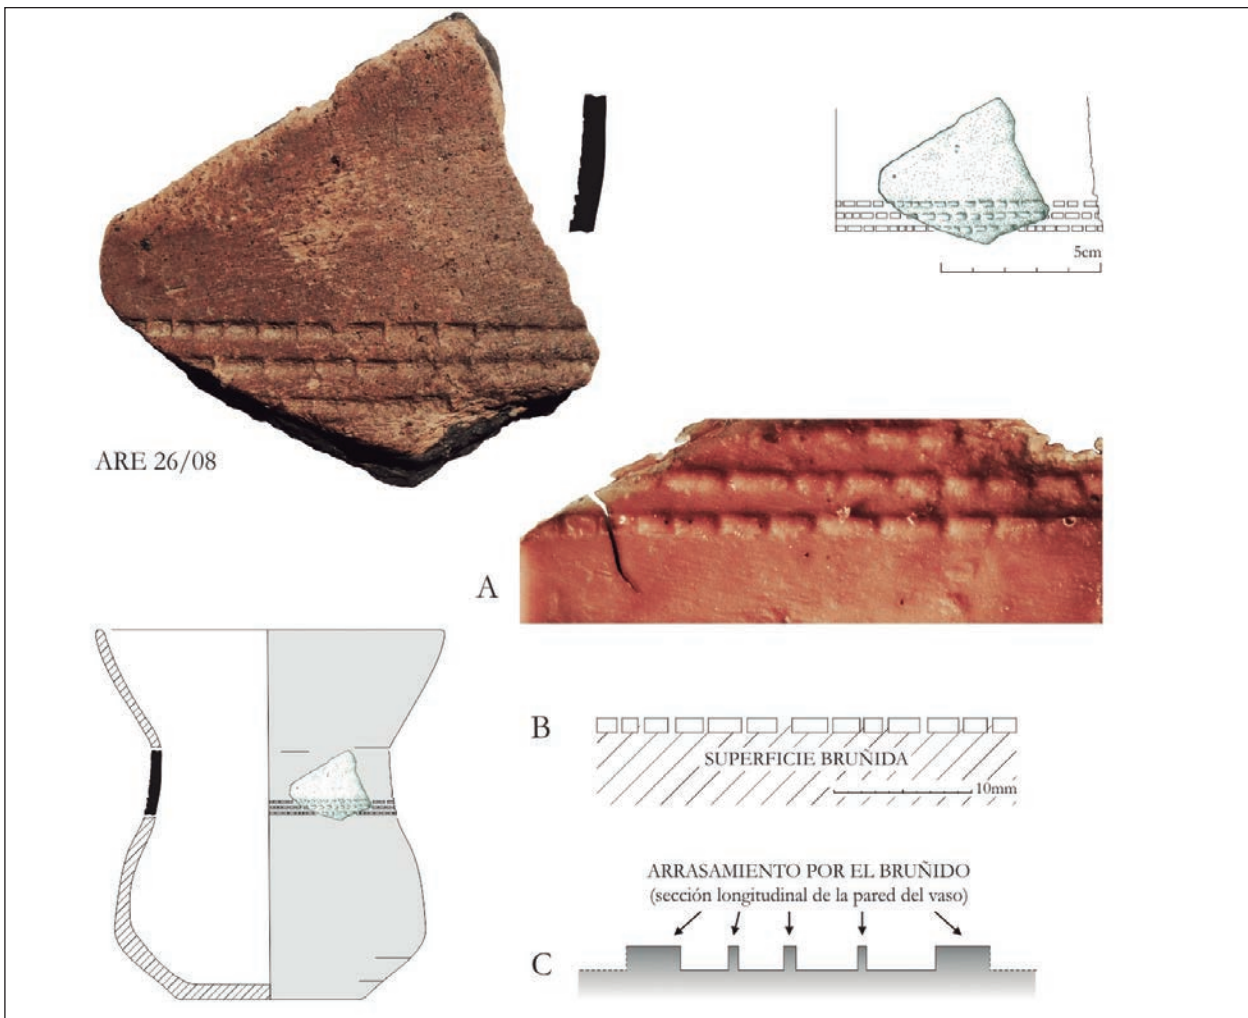 5cm
ARE 26/08
A
B
SUPERFICIE BRUÑIDA
10mm
ARRASAMIENTO POR EL BRUÑIDO
(sección longitudinal de la pared del vaso)
C